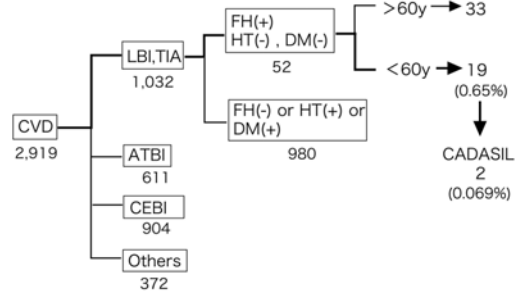 CVD
2,919
LBI,TIA
1,032
ATBI
611
CEBI
904
Others
372
FH(+)
HT(-) , DM(-)
52
FH(-) or HT(+) or
DM(+)
980
>60y
33
<60y
19
(0.65%)
CADASIL
2
(0.069%)